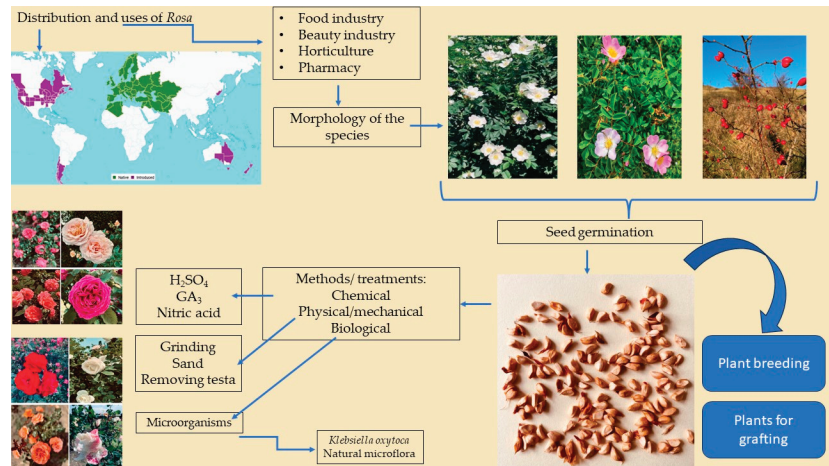 Distribution and uses of Rosa
• Food industry
• Beauty industry
• Horticulture
• Pharmacy
Morphology of the
species
Native
Introduced
Seed germination
Methods/ treatments:
Chemical
Physical/mechanical
Biological
H₂SO₄
GA₃
Nitric acid
Grinding
Sand
Removing testa
Microorganisms
Klebsiella oxytoca
Natural microflora
Plant breeding
Plants for
grafting